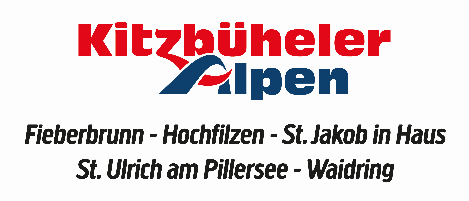 Kitzbüheler
Alpen
Fieberbrunn - Hochfilzen - St. Jakob in Haus
St. Ulrich am Pillersee - Waidring